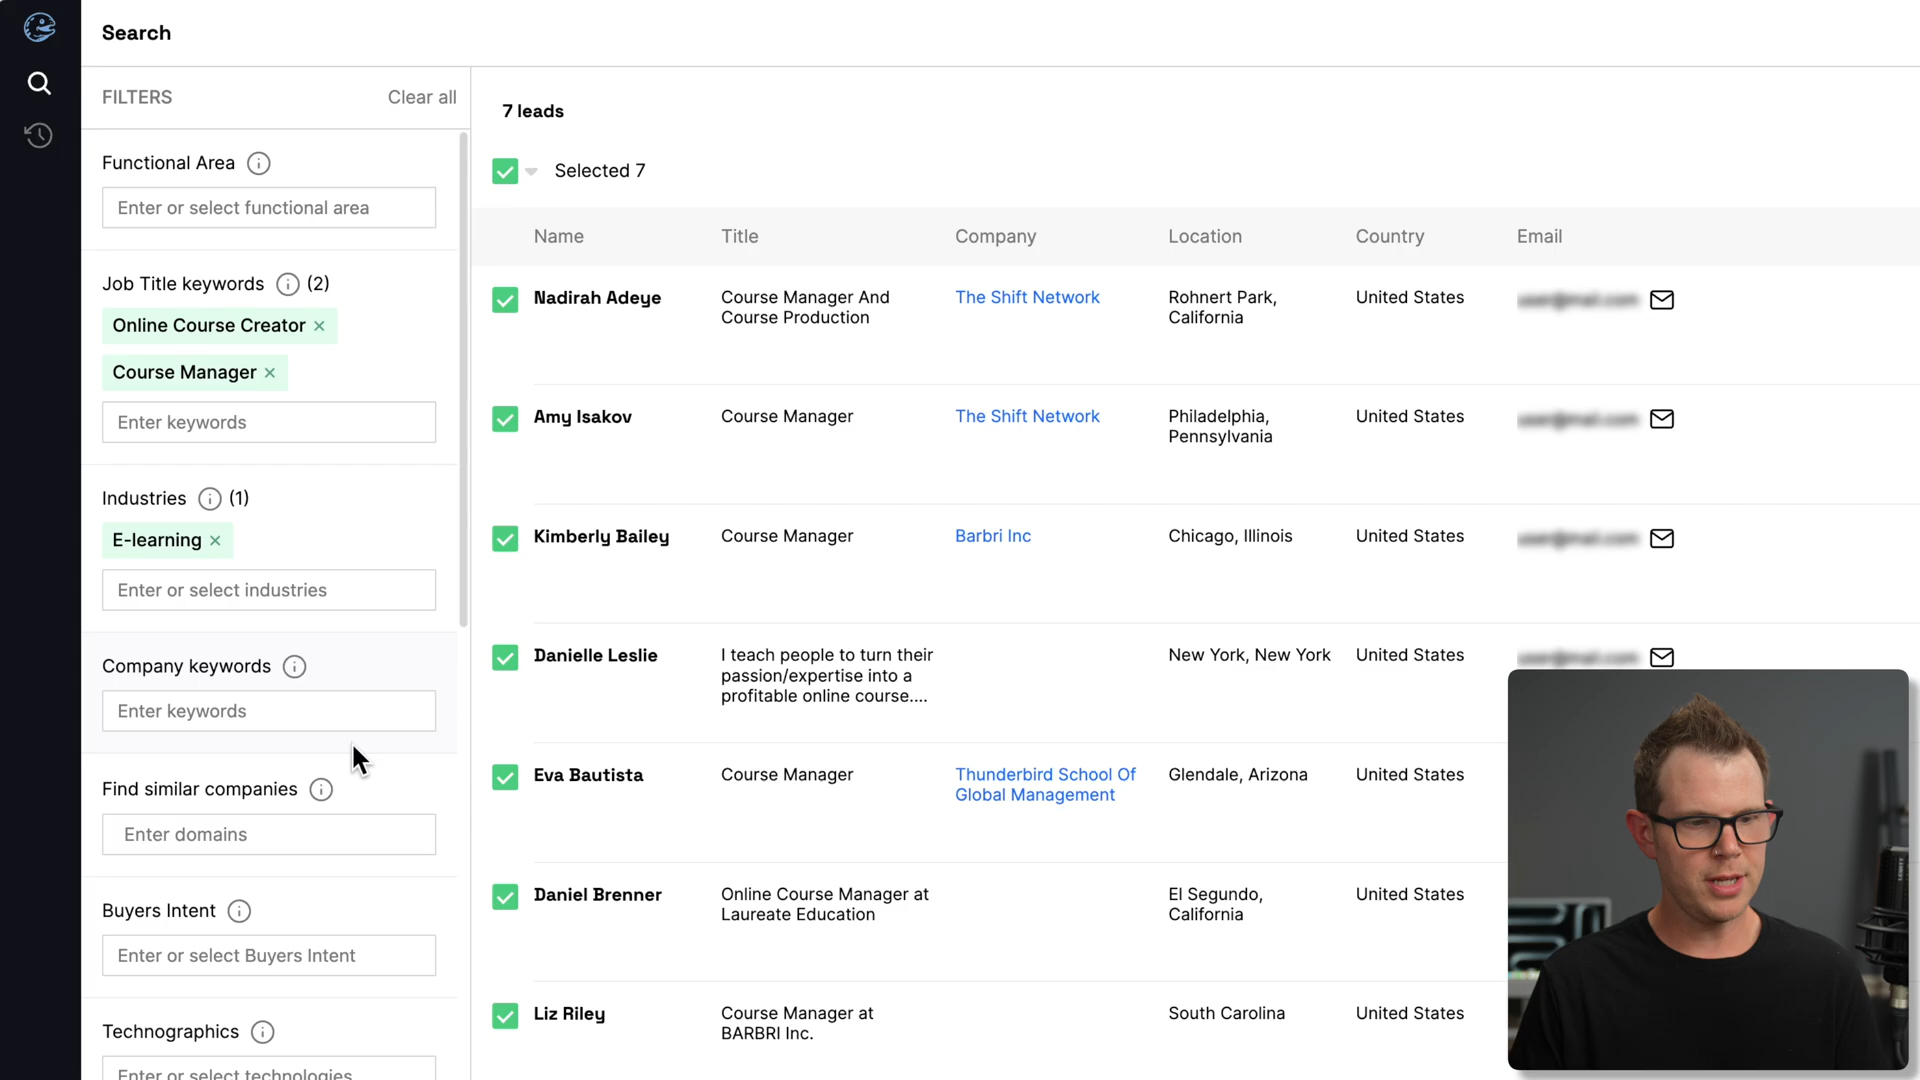 Search
FILTERS
Clear all
Functional Area
Enter or select functional area
Job Title keywords (2)
Online Course Creator ×
Course Manager ×
Enter keywords
Industries (1)
E-learning ×
Enter or select industries
Company keywords
Enter keywords
Find similar companies
Enter domains
Buyers Intent
Enter or select Buyers Intent
Technographics
Enter or select technologies
7 leads
Selected 7
Name Title Company Location Country Email
Nadirah Adeye Course Manager And The Shift Network Rohnert Park, United States
Course Production California
Amy Isakov Course Manager The Shift Network Philadelphia, United States
Pennsylvania
Kimberly Bailey Course Manager Barbri Inc Chicago, Illinois United States
Danielle Leslie I teach people to turn their New York, New York United States
passion/expertise into a
profitable online course....
Eva Bautista Course Manager Thunderbird School Of Glendale, Arizona United States
Global Management
Daniel Brenner Online Course Manager at El Segundo, United States
Laureate Education California
Liz Riley Course Manager at South Carolina United States
BARBRI Inc.